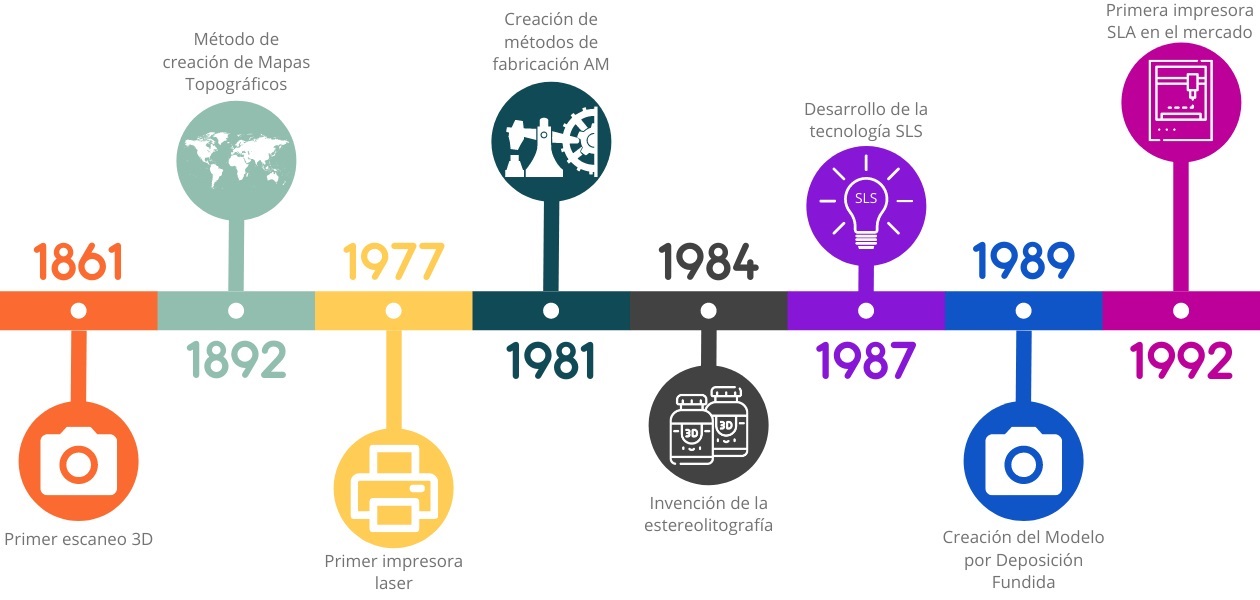 1861
Primer escaneo 3D
Método de
creación de Mapas
Topográficos
1892
1977
Primer impresora
laser
Creación de
métodos de
fabricación AM
1981
1984
3D
3D
Invención de la
estereolitografía
Desarrollo de la
tecnología SLS
SLS
1987
1989
Creación del Modelo
por Deposición
Fundida
Primera impresora
SLA en el mercado
1992